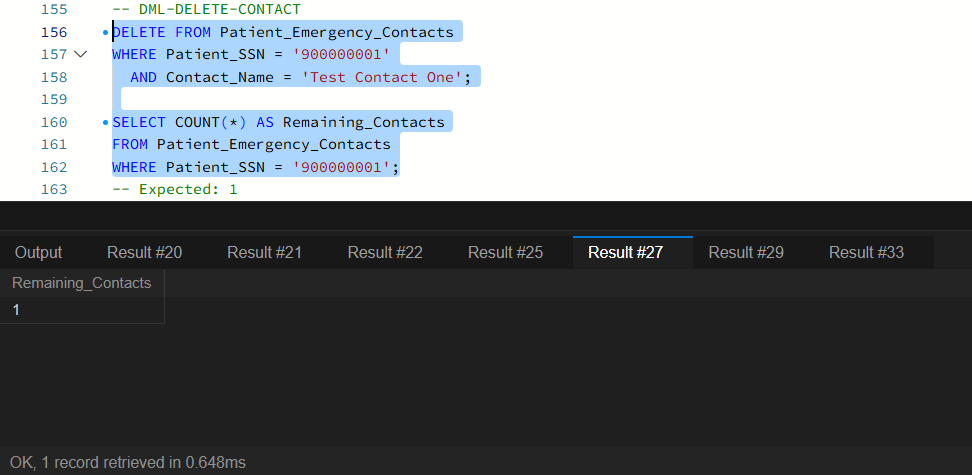 155 -- DML-DELETE-CONTACT
156 DELETE FROM Patient_Emergency_Contacts
157 WHERE Patient_SSN = '900000001'
158 AND Contact_Name = 'Test Contact One';
159
160 SELECT COUNT(*) AS Remaining_Contacts
161 FROM Patient_Emergency_Contacts
162 WHERE Patient_SSN = '900000001';
163 -- Expected: 1
Output Result #20 Result #21 Result #22 Result #25 Result #27 Result #29 Result #33
Remaining_Contacts
1
OK, 1 record retrieved in 0.648ms